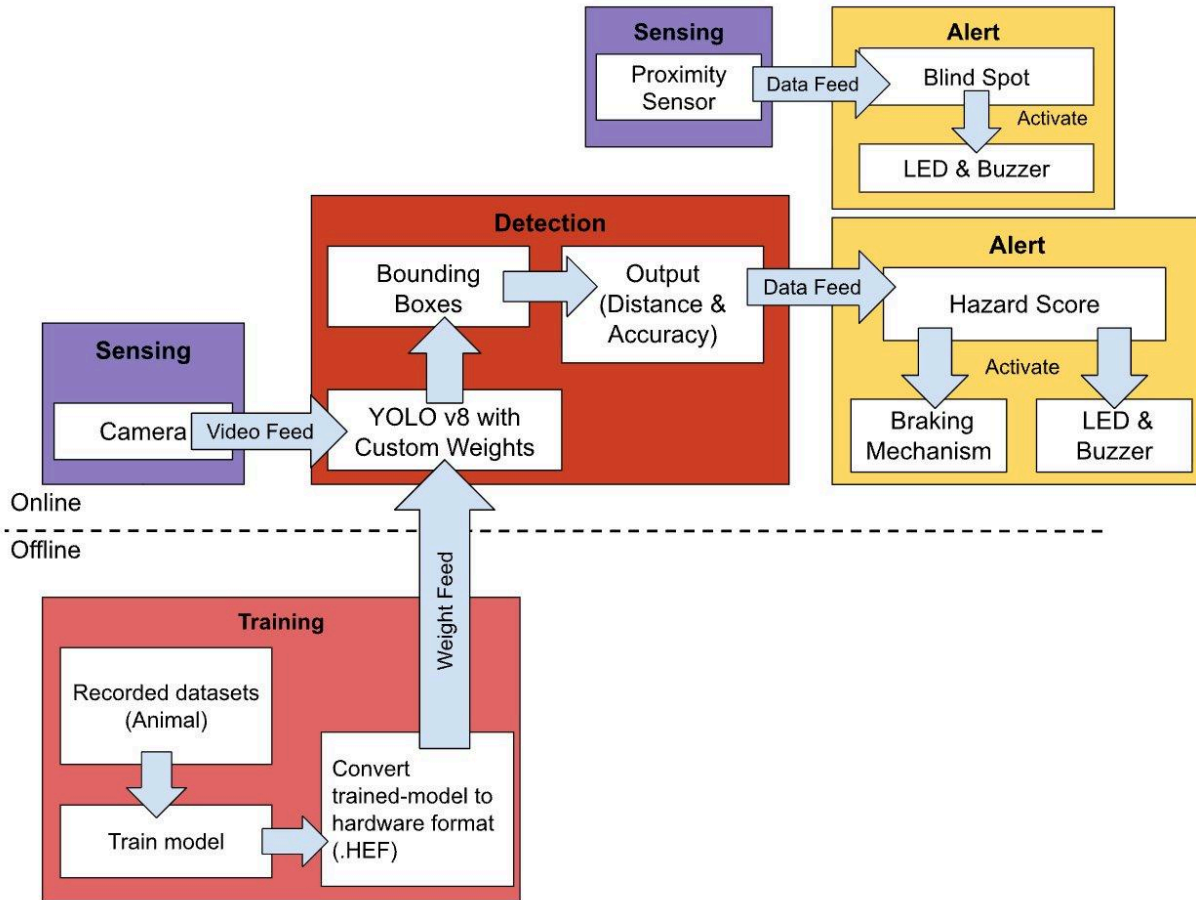 Sensing
Proximity
Sensor
Data Feed
Alert
Blind Spot
Activate
LED & Buzzer
Detection
Bounding
Boxes
Output
(Distance &
Accuracy)
Data Feed
Alert
Hazard Score
Activate
Braking
Mechanism
LED &
Buzzer
Sensing
Camera
Video Feed
YOLO v8 with
Custom Weights
Online
Offline
Weight Feed
Training
Recorded datasets
(Animal)
Train model
Convert
trained-model to
hardware format
(.HEF)